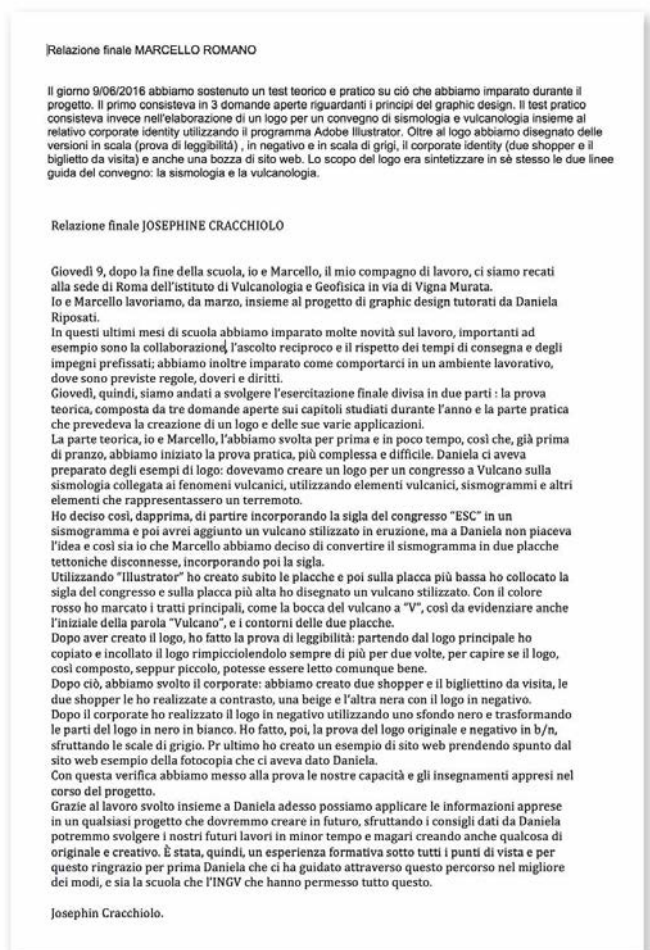 Relazione finale MARCELLO ROMANO
Il giorno 9/06/2016 abbiamo sostenuto un test teorico e pratico su ció che abbiamo imparato durante il
progetto. Il primo consisteva in 3 domande aperte riguardanti i principi del graphic design. Il test pratico
consisteva invece nell'elaborazione di un logo per un convegno di sismologia e vulcanologia insieme al
relativo corporate identity utilizzando il programma Adobe Illustrator. Oltre al logo abbiamo disegnato delle
versioni in scala (prova di leggibilitá) , in negativo e in scala di grigi, il corporate identity (due shopper e il
biglietto da visita) e anche una bozza di sito web. Lo scopo del logo era sintetizzare in sè stesso le due linee
guida del convegno: la sismologia e la vulcanologia.
Relazione finale JOSEPHINE CRACCHIOLO
Giovedì 9, dopo la fine della scuola, io e Marcello, il mio compagno di lavoro, ci siamo recati
alla sede di Roma dell'istituto di Vulcanologia e Geofisica in via di Vigna Murata.
Io e Marcello lavoriamo, da marzo, insieme al progetto di graphic design tutorati da Daniela
Riposati.
In questi ultimi mesi di scuola abbiamo imparato molte novità sul lavoro, importanti ad
esempio sono la collaborazione, l'ascolto reciproco e il rispetto dei tempi di consegna e degli
impegni prefissati; abbiamo inoltre imparato come comportarci in un ambiente lavorativo,
dove sono previste regole, doveri e diritti.
Giovedì, quindi, siamo andati a svolgere l'esercitazione finale divisa in due parti : la prova
teorica, composta da tre domande aperte sui capitoli studiati durante l'anno e la parte pratica
che prevedeva la creazione di un logo e delle sue varie applicazioni.
La parte teorica, io e Marcello, l'abbiamo svolta per prima e in poco tempo, così che, già prima
di pranzo, abbiamo iniziato la prova pratica, più complessa e difficile. Daniela ci aveva
preparato degli esempi di logo: dovevamo creare un logo per un congresso a Vulcano sulla
sismologia collegata ai fenomeni vulcanici, utilizzando elementi vulcanici, sismogrammi e altri
elementi che rappresentassero un terremoto.
Ho deciso così, dapprima, di partire incorporando la sigla del congresso "ESC" in un
sismogramma e poi avrei aggiunto un vulcano stilizzato in eruzione, ma a Daniela non piaceva
l'idea e così sia io che Marcello abbiamo deciso di convertire il sismogramma in due placche
tettoniche disconnesse, incorporando poi la sigla.
Utilizzando "Illustrator" ho creato subito le placche e poi sulla placca più bassa ho collocato la
sigla del congresso e sulla placca più alta ho disegnato un vulcano stilizzato. Con il colore
rosso ho marcato i tratti principali, come la bocca del vulcano a "V", così da evidenziare anche
l'iniziale della parola "Vulcano", e i contorni delle due placche.
Dopo aver creato il logo, ho fatto la prova di leggibilità: partendo dal logo principale ho
copiato e incollato il logo rimpicciolendolo sempre di più per due volte, per capire se il logo,
così composto, seppur piccolo, potesse essere letto comunque bene.
Dopo ciò, abbiamo svolto il corporate: abbiamo creato due shopper e il bigliettino da visita, le
due shopper le ho realizzate a contrasto, una beige e l'altra nera con il logo in negativo.
Dopo il corporate ho realizzato il logo in negativo utilizzando uno sfondo nero e trasformando
le parti del logo in nero in bianco. Ho fatto, poi, la prova del logo originale e negativo in b/n,
sfruttando le scale di grigio. Pr ultimo ho creato un esempio di sito web prendendo spunto dal
sito web esempio della fotocopia che ci aveva dato Daniela.
Con questa verifica abbiamo messo alla prova le nostre capacità e gli insegnamenti appresi nel
corso del progetto.
Grazie al lavoro svolto insieme a Daniela adesso possiamo applicare le informazioni apprese
in un qualsiasi progetto che dovremmo creare in futuro, sfruttando i consigli dati da Daniela
potremmo svolgere i nostri futuri lavori in minor tempo e magari creando anche qualcosa di
originale e creativo. È stata, quindi, un esperienza formativa sotto tutti i punti di vista e per
questo ringrazio per prima Daniela che ci ha guidato attraverso questo percorso nel migliore
dei modi, e sia la scuola che l'INGV che hanno permesso tutto questo.
Josephin Cracchiolo.